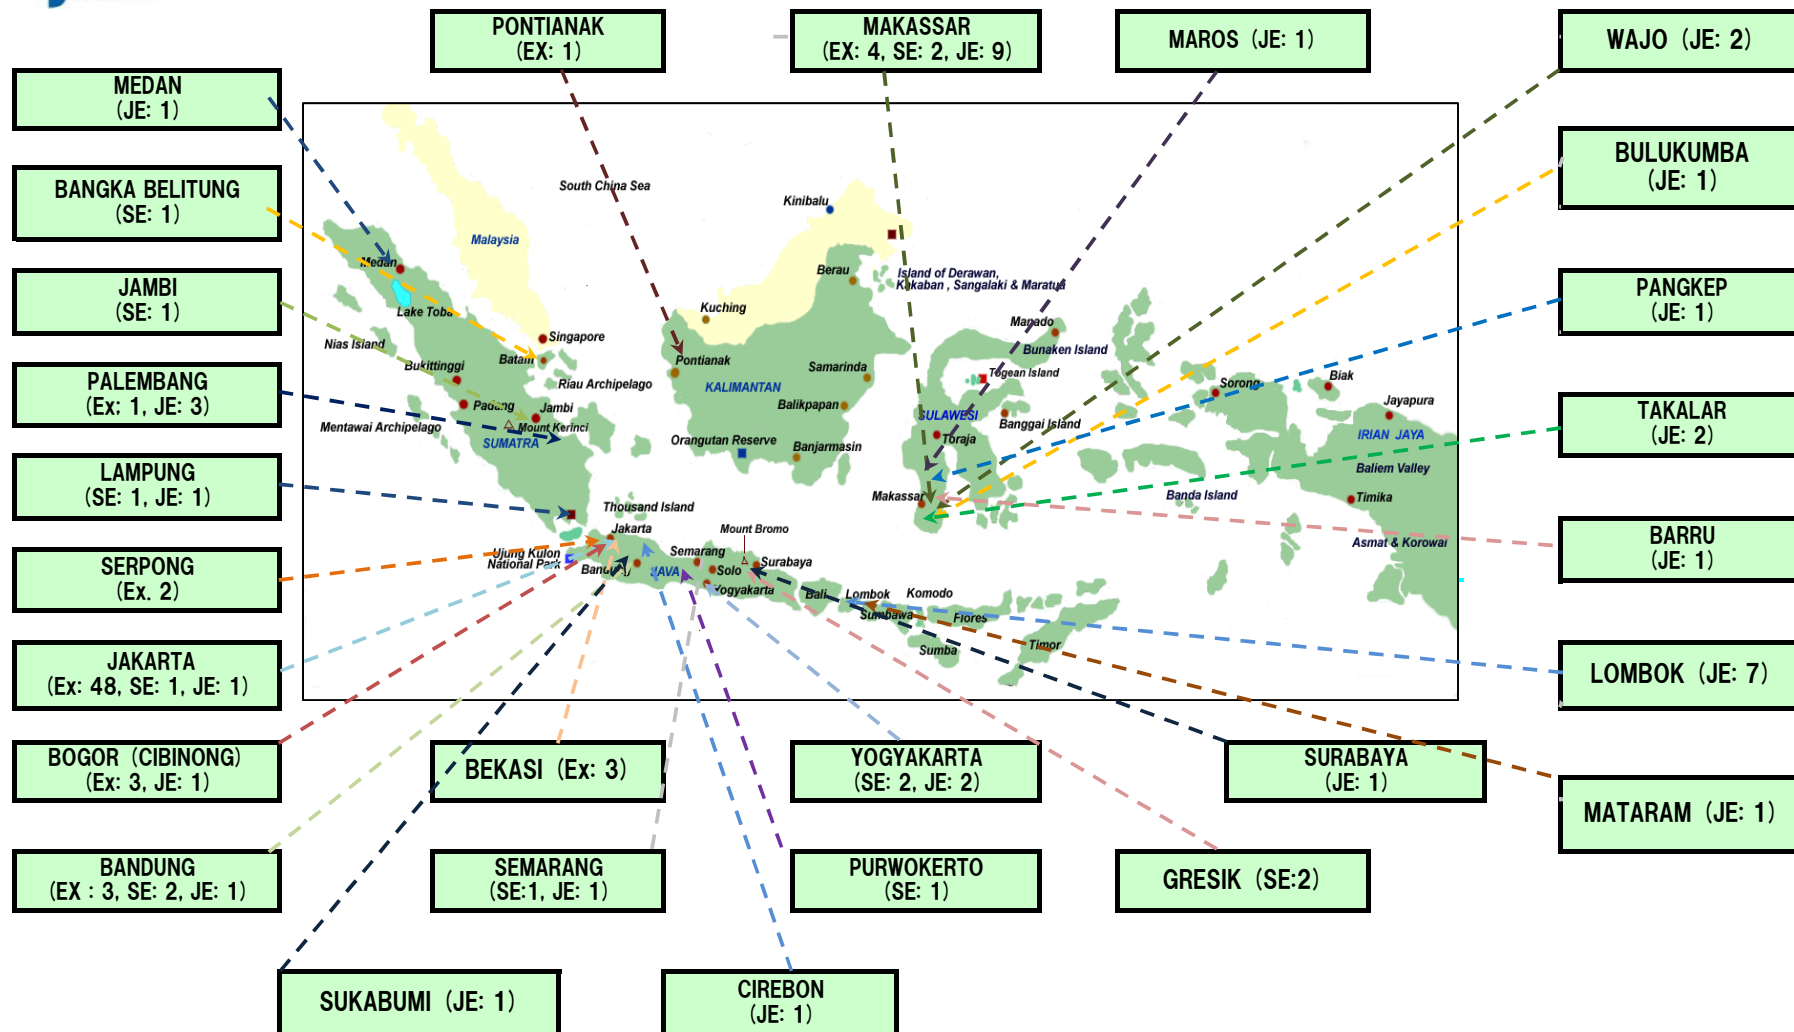 PONTIANAK
(EX: 1)
MAKASSAR
(EX: 4, SE: 2, JE: 9)
MAROS (JE: 1)
WAJO (JE: 2)
MEDAN
(JE: 1)
BANGKA BELITUNG
(SE: 1)
JAMBI
(SE: 1)
PALEMBANG
(Ex: 1, JE: 3)
LAMPUNG
(SE: 1, JE: 1)
SERPONG
(Ex. 2)
JAKARTA
(Ex: 48, SE: 1, JE: 1)
BOGOR (CIBINONG)
(Ex: 3, JE: 1)
BANDUNG
(EX : 3, SE: 2, JE: 1)
BULUKUMBA
(JE: 1)
PANGKEP
(JE: 1)
TAKALAR
(JE: 2)
BARRU
(JE: 1)
LOMBOK (JE: 7)
MATARAM (JE: 1)
BEKASI (Ex: 3)
YOGYAKARTA
(SE: 2, JE: 2)
SURABAYA
(JE: 1)
SEMARANG
(SE:1, JE: 1)
PURWOKERTO
(SE: 1)
GRESIK (SE:2)
SUKABUMI (JE: 1)
CIREBON
(JE: 1)
South China Sea
Kinibalu
Malaysia
Medan
Berau
Island of Derawan,
Kakaban , Sangalaki & Maratua
Lake Toba
Kuching
Manado
Nias Island
Singapore
Bunaken Island
Bukittinggi
Batam
Pontianak
Samarinda
Togean Island
Riau Archipelago
KALIMANTAN
Sorong
Biak
Padang
Jambi
Balikpapan
SULAWESI
Banggai Island
Jayapura
Mentawai Archipelago
Mount Kerinci
SUMATRA
Orangutan Reserve
Banjarmasin
Toraja
IRIAN JAYA
Baliem Valley
Makassar
Banda Island
Timika
Thousand Island
Jakarta
Mount Bromo
Asmat & Korowai
Ujung Kulon
National Park
Semarang
Surabaya
JAVA
Solo
Yogyakarta
Bali
Lombok
Komodo
Sumbawa
Flores
Sumba
Timor